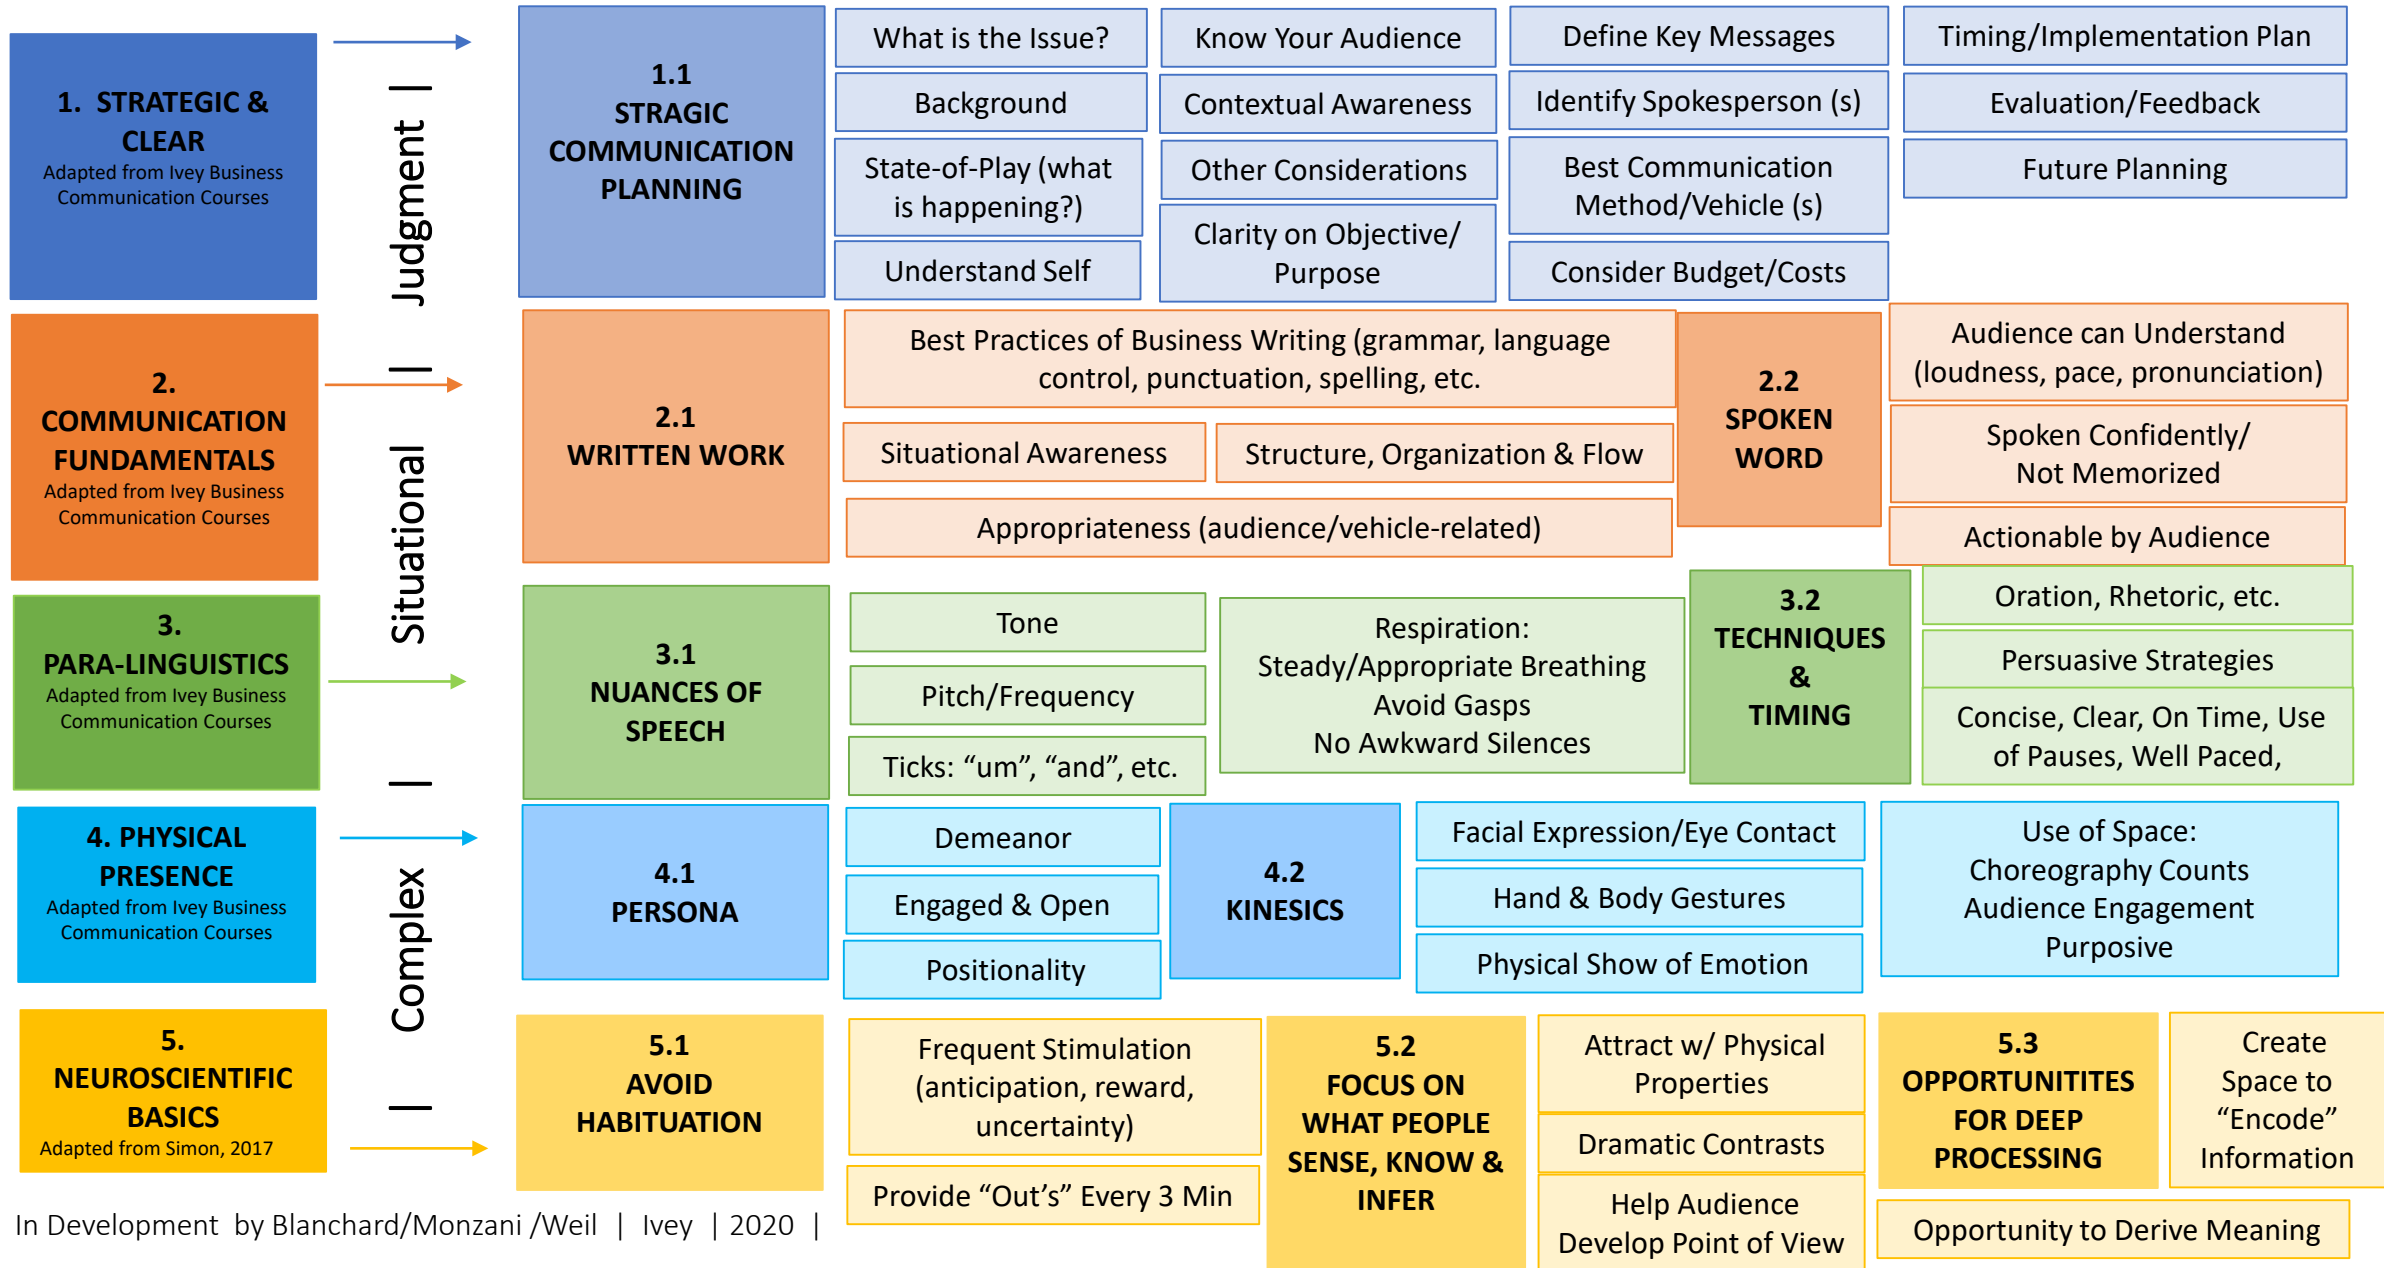 1. STRATEGIC &
CLEAR
Adapted from Ivey Business
Communication Courses
Complex | Situational | Judgment |
1.1
STRAGIC
COMMUNICATION
PLANNING
What is the Issue?
Background
State-of-Play (what
is happening?)
Understand Self
Know Your Audience
Contextual Awareness
Other Considerations
Clarity on Objective/
Purpose
Define Key Messages
Identify Spokesperson (s)
Best Communication
Method/Vehicle (s)
Consider Budget/Costs
Timing/Implementation Plan
Evaluation/Feedback
Future Planning
2.
COMMUNICATION
FUNDAMENTALS
Adapted from Ivey Business
Communication Courses
2.1
WRITTEN WORK
Best Practices of Business Writing (grammar, language
control, punctuation, spelling, etc.
Situational Awareness
Structure, Organization & Flow
Appropriateness (audience/vehicle-related)
2.2
SPOKEN
WORD
Audience can Understand
(loudness, pace, pronunciation)
Spoken Confidently/
Not Memorized
Actionable by Audience
3.
PARA-LINGUISTICS
Adapted from Ivey Business
Communication Courses
3.1
NUANCES OF
SPEECH
Tone
Pitch/Frequency
Ticks: “um”, “and”, etc.
Respiration:
Steady/Appropriate Breathing
Avoid Gasps
No Awkward Silences
3.2
TECHNIQUES
&
TIMING
Oration, Rhetoric, etc.
Persuasive Strategies
Concise, Clear, On Time, Use
of Pauses, Well Paced,
4. PHYSICAL
PRESENCE
Adapted from Ivey Business
Communication Courses
4.1
PERSONA
Demeanor
Engaged & Open
Positionality
4.2
KINESICS
Facial Expression/Eye Contact
Hand & Body Gestures
Physical Show of Emotion
Use of Space:
Choreography Counts
Audience Engagement
Purposive
5.
NEUROSCIENTIFIC
BASICS
Adapted from Simon, 2017
5.1
AVOID
HABITUATION
Frequent Stimulation
(anticipation, reward,
uncertainty)
Provide “Out’s” Every 3 Min
5.2
FOCUS ON
WHAT PEOPLE
SENSE, KNOW &
INFER
Attract w/ Physical
Properties
Dramatic Contrasts
Help Audience
Develop Point of View
5.3
OPPORTUNITITES
FOR DEEP
PROCESSING
Create
Space to
“Encode”
Information
Opportunity to Derive Meaning
In Development by Blanchard/Monzani /Weil | Ivey | 2020 |